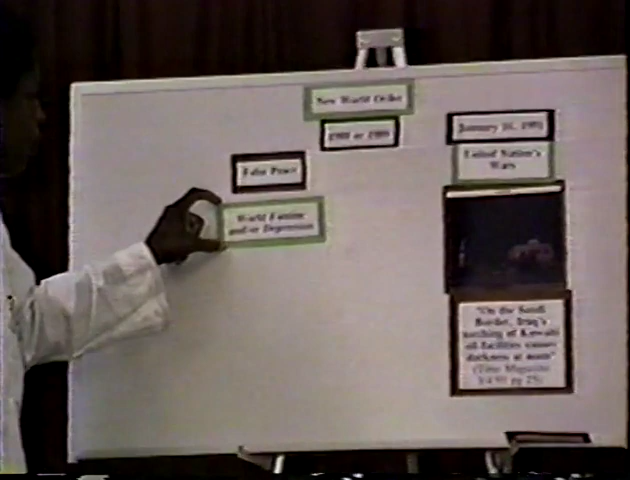 New World Order
1988 or 1989
January 16, 1991
United Nation's
Wars
False Peace
World Famine
and/or Depression
"On the Saudi
Border, Iraq's
torching of Kuwaiti
oil facilities causes
darkness at noon"
(Time Magazine